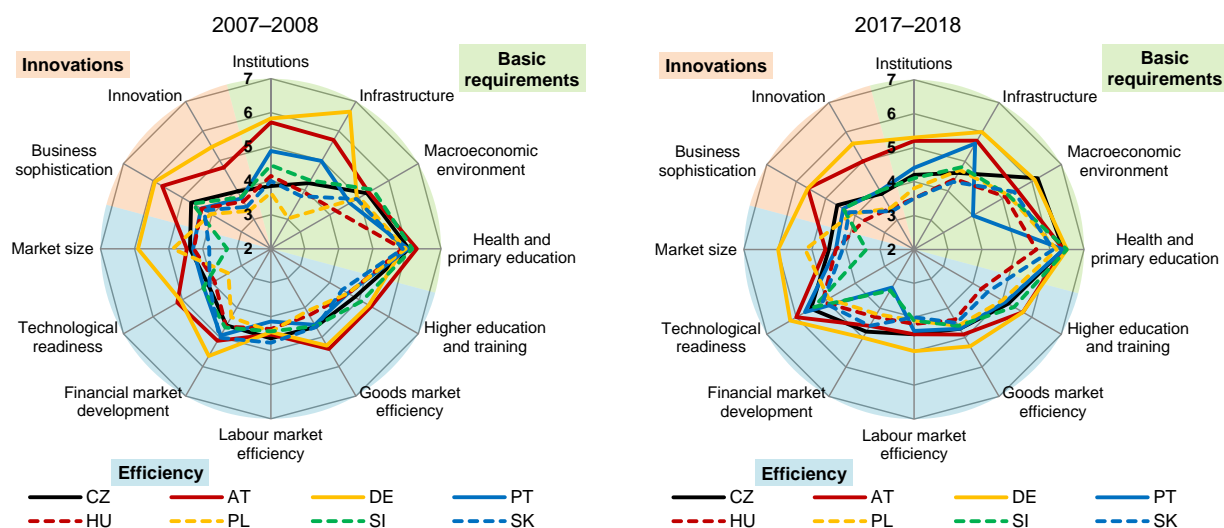 2007–2008
Innovations
Basic
requirements
Institutions
Infrastructure
Macroeconomic
environment
Health and
primary education
Higher education
and training
Goods market
efficiency
Labour market
efficiency
Financial market
development
Technological
readiness
Market size
Business
sophistication
Innovation
7
6
5
4
3
2
Efficiency
CZ
AT
DE
PT
HU
PL
SI
SK
2017–2018
Innovations
Basic
requirements
Institutions
Infrastructure
Macroeconomic
environment
Health and
primary education
Higher education
and training
Goods market
efficiency
Labour market
efficiency
Financial market
development
Technological
readiness
Market size
Business
sophistication
Innovation
7
6
5
4
3
2
Efficiency
CZ
AT
DE
PT
HU
PL
SI
SK